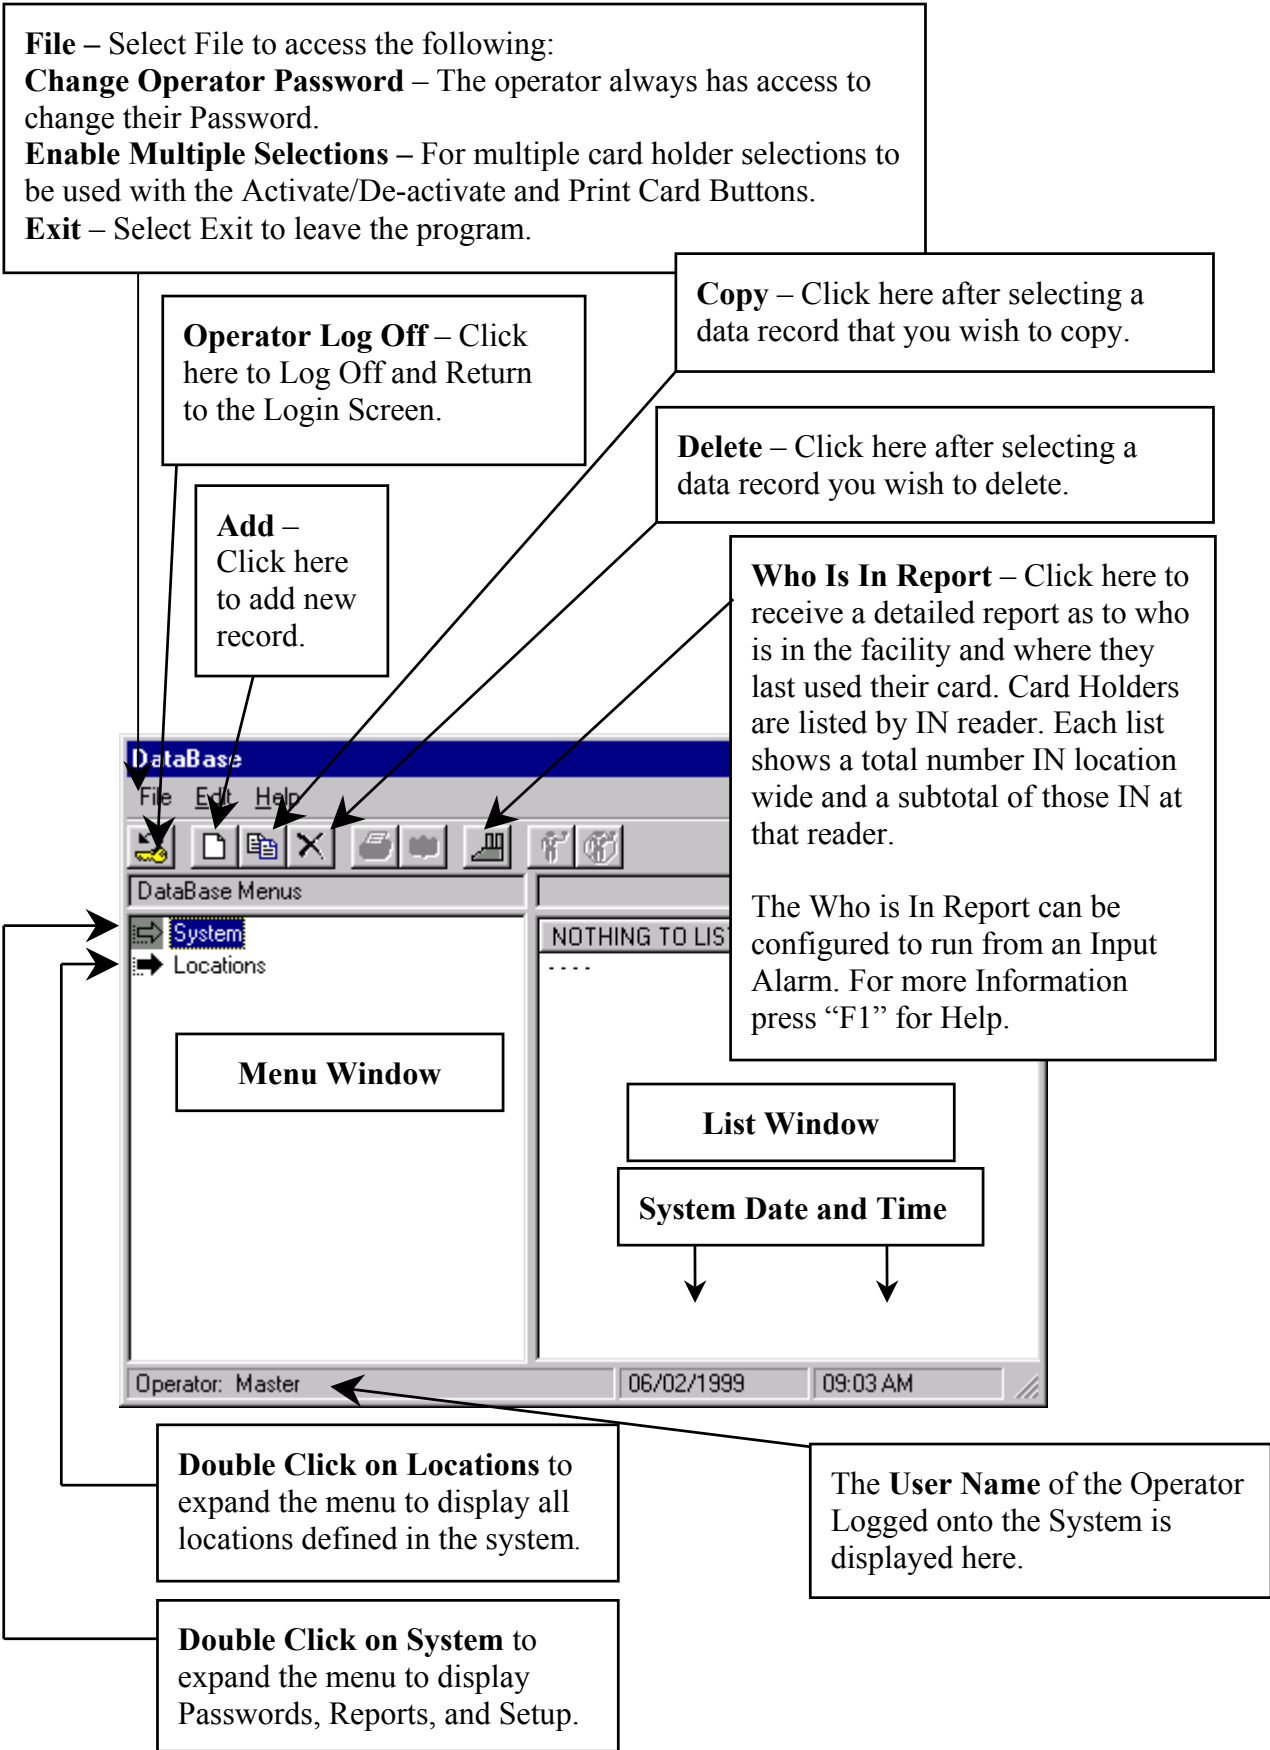 File – Select File to access the following:
Change Operator Password – The operator always has access to
change their Password.
Enable Multiple Selections – For multiple card holder selections to
be used with the Activate/De-activate and Print Card Buttons.
Exit – Select Exit to leave the program.
Copy – Click here after selecting a
data record that you wish to copy.
Operator Log Off – Click
here to Log Off and Return
to the Login Screen.
Delete – Click here after selecting a
data record you wish to delete.
Add –
Click here
to add new
record.
Who Is In Report – Click here to
receive a detailed report as to who
is in the facility and where they
last used their card. Card Holders
are listed by IN reader. Each list
shows a total number IN location
wide and a subtotal of those IN at
that reader.
The Who is In Report can be
configured to run from an Input
Alarm. For more Information
press “F1” for Help.
DataBase
File Edit Help
DataBase Menus
System
Locations
NOTHING TO LIS
----
Menu Window
List Window
System Date and Time
Operator: Master
06/02/1999
09:03 AM
Double Click on Locations to
expand the menu to display all
locations defined in the system.
The User Name of the Operator
Logged onto the System is
displayed here.
Double Click on System to
expand the menu to display
Passwords, Reports, and Setup.